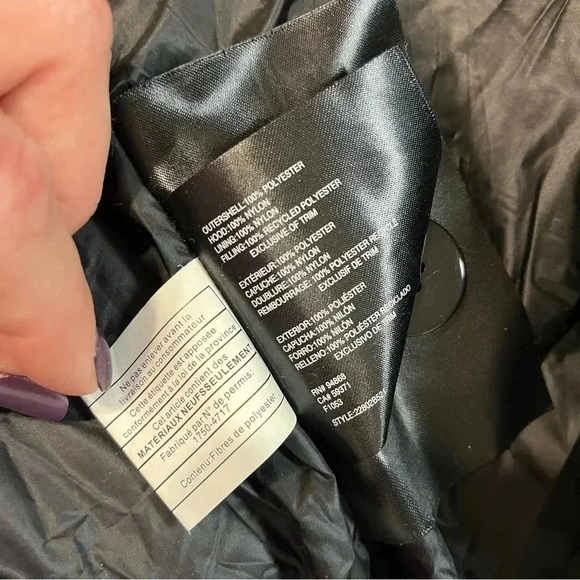 OUTERSHELL:100% POLYESTER
HOOD:100% NYLON
LINING:100% NYLON
FILLING:100% RECYCLED POLYESTER
EXCLUSIVE OF TRIM
EXTÉRIEUR:100% POLYESTER
CAPUCHE:100% NYLON
DOUBLURE:100% NYLON
REMBOURRAGE: 100% POLYESTER RECYCLÉ
EXCLUSIF DE TRIM
EXTERIOR:100% POLIÉSTER
CAPUCHA:100% NILÓN
FORRO:100% NILÓN
RELLENO:100% POLIÉSTER RECICLADO
EXCLUSIVO DE TRIM
RN# 94668
CA# 59371
F1053
Ne pas enlever avant la
livraison au consommateur
Cette étiquette est apposée
conformément à la loi de la province
Cet article contient des
MATÉRIAUX NEUFS SEULEMENT
Fabriqué par N° de permis:
1750-4717
Contenu: Fibres de polyester